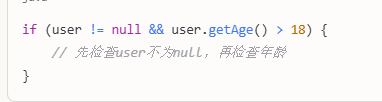 if (user != null && user.getAge() > 18) {
// 先检查user不为null，再检查年龄
}